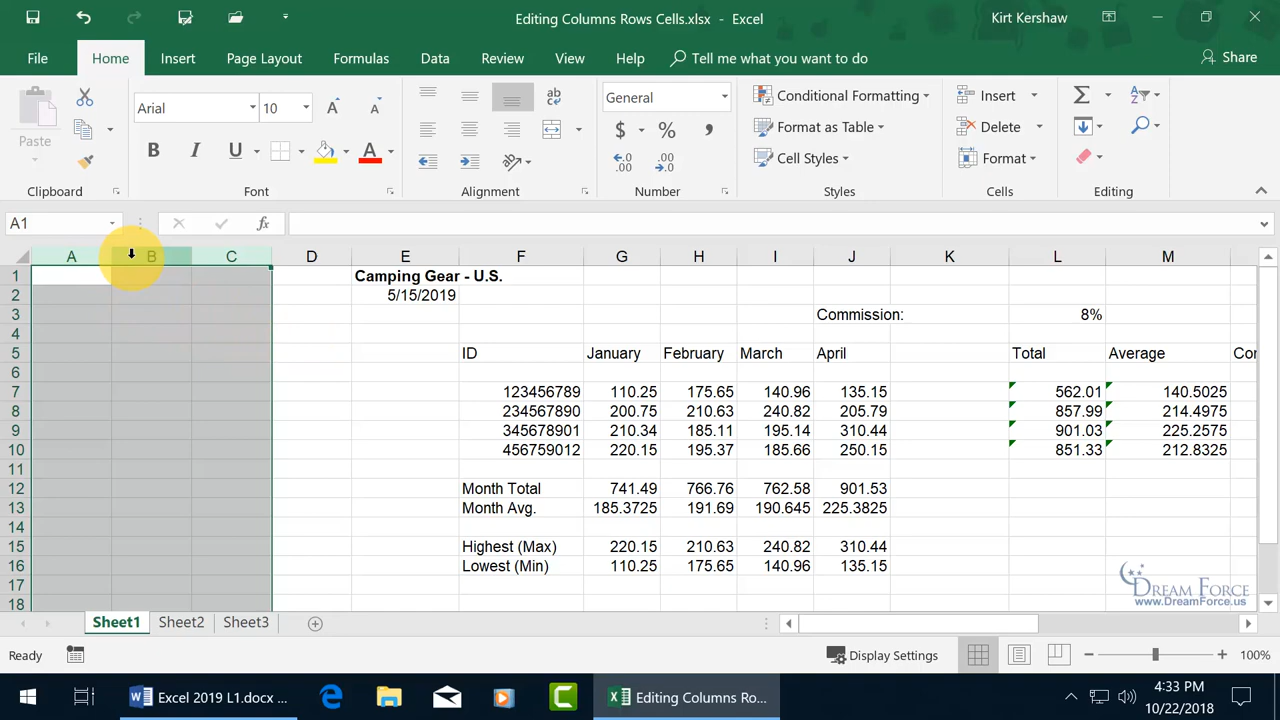 Editing Columns Rows Cells.xlsx - Excel
Kirt Kershaw
File Home Insert Page Layout Formulas Data Review View Help Tell me what you want to do Share
Paste
Arial 10
B I U A A A
ab c
General
$ % ,
.0 .00
.00 .0
Conditional Formatting
Format as Table
Cell Styles
Insert
Delete
Format
Clipboard Font Alignment Number Styles Cells Editing
A1 fx
A B C D E F G H I J K L M
1 Camping Gear - U.S.
2 5/15/2019
3 Commission: 8%
4
5 ID January February March April Total Average Cor
6
7 123456789 110.25 175.65 140.96 135.15 562.01 140.5025
8 234567890 200.75 210.63 240.82 205.79 857.99 214.4975
9 345678901 210.34 185.11 195.14 310.44 901.03 225.2575
10 456759012 220.15 195.37 185.66 250.15 851.33 212.8325
11
12 Month Total 741.49 766.76 762.58 901.53
13 Month Avg. 185.3725 191.69 190.645 225.3825
14
15 Highest (Max) 220.15 210.63 240.82 310.44
16 Lowest (Min) 110.25 175.65 140.96 135.15
17
18
DREAM FORCE
www.DreamForce.us
Sheet1 Sheet2 Sheet3
Ready Display Settings 100%
Excel 2019 L1.docx ... Editing Columns Ro...
4:33 PM
10/22/2018